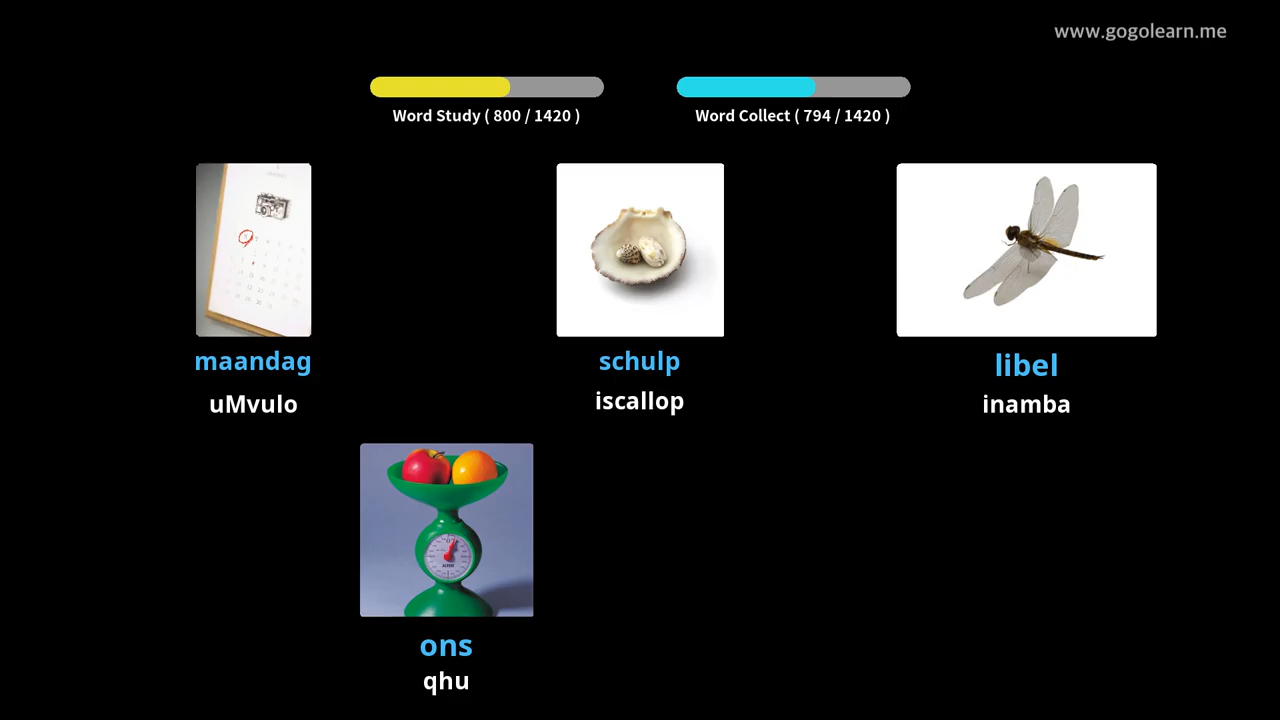 www.gogolearn.me
Word Study ( 800 / 1420 )
Word Collect ( 794 / 1420 )
maandag
uMvulo
schulp
iscallop
libel
inamba
ons
qhu